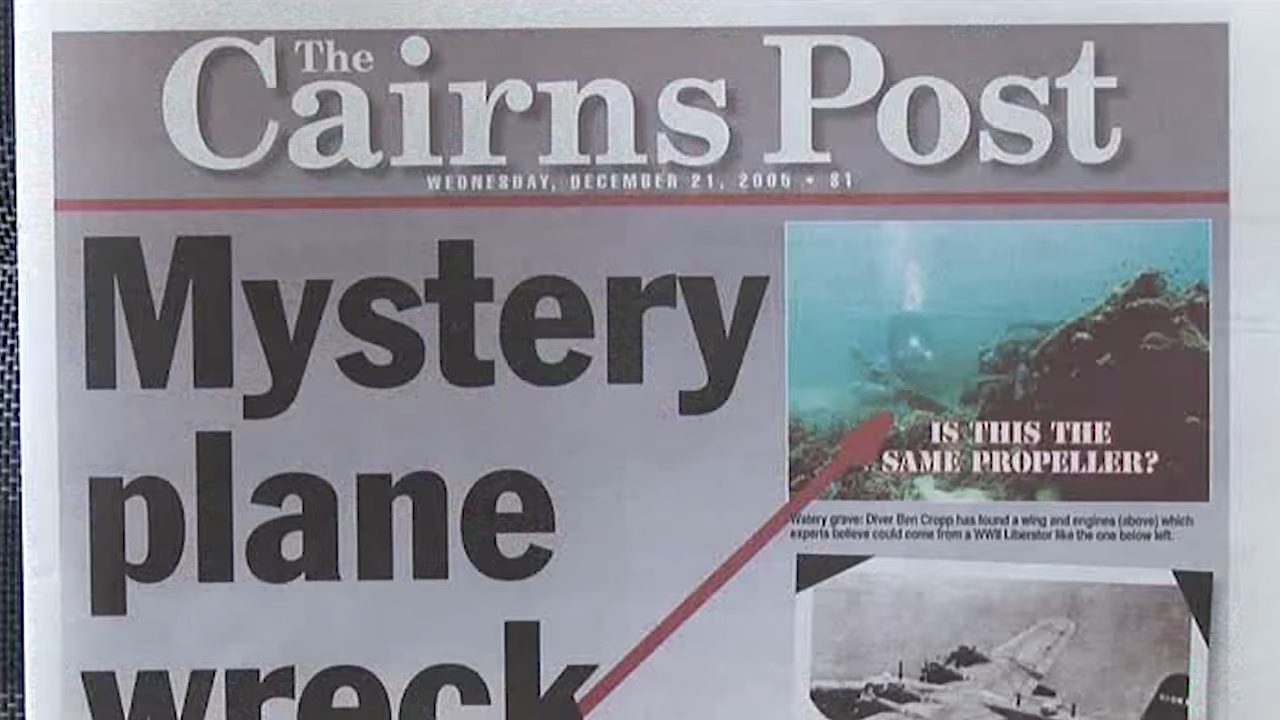 The
Cairns Post
WEDNESDAY, DECEMBER 21, 2005 • $1
Mystery
plane
wreck
IS THIS THE
SAME PROPELLER?
Watery grave: Diver Ben Cropp has found a wing and engines (above) which
experts believe could come from a WWII Liberator like the one below left.